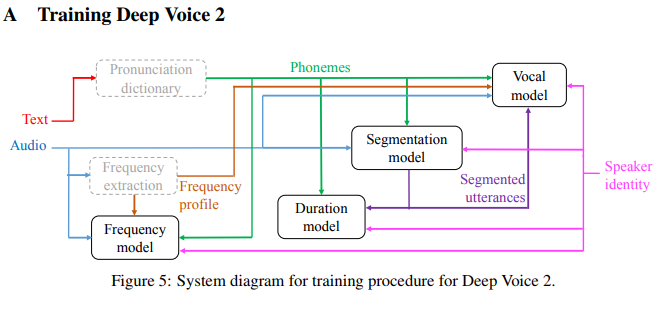 A Training Deep Voice 2
Pronunciation
dictionary
Phonemes
Vocal
model
Text
Audio
Segmentation
model
Frequency
extraction
Frequency
profile
Segmented
utterances
Speaker
identity
Duration
model
Frequency
model
Figure 5: System diagram for training procedure for Deep Voice 2.